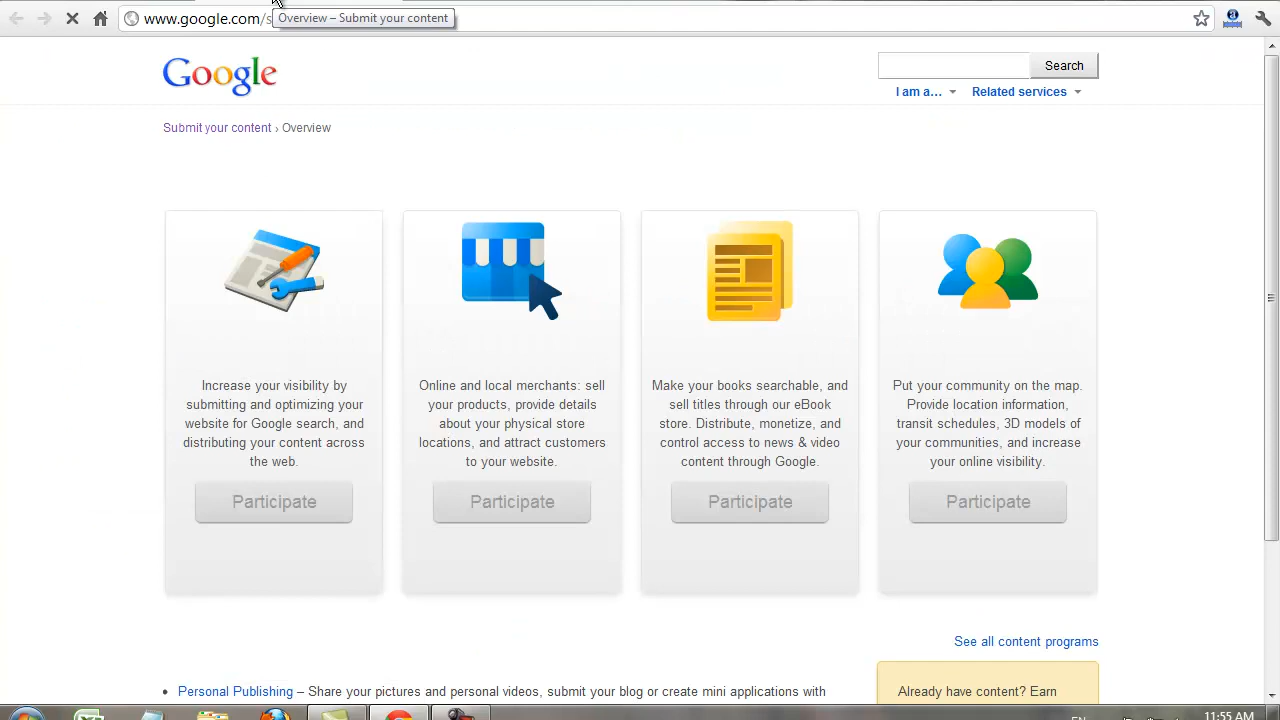 www.google.com/s
Overview – Submit your content
Google
Search
I am a...
Related services
Submit your content › Overview
Increase your visibility by
submitting and optimizing your
website for Google search, and
distributing your content across
the web.
Participate
Online and local merchants: sell
your products, provide details
about your physical store
locations, and attract customers
to your website.
Participate
Make your books searchable, and
sell titles through our eBook
store. Distribute, monetize, and
control access to news & video
content through Google.
Participate
Put your community on the map.
Provide location information,
transit schedules, 3D models of
your communities, and increase
your online visibility.
Participate
See all content programs
• Personal Publishing – Share your pictures and personal videos, submit your blog or create mini applications with
Already have content? Earn
EN
11:55 AM